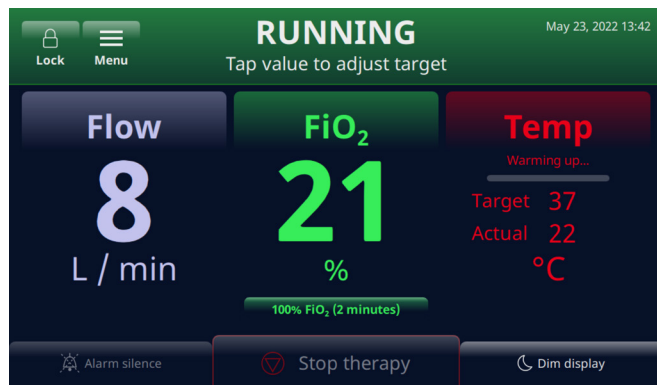 RUNNING
May 23, 2022 13:42
Lock
Menu
Tap value to adjust target
Flow
8
L / min
FiO₂
21
%
100% FiO₂ (2 minutes)
Temp
Warming up...
Target 37
Actual 22
°C
Alarm silence
Stop therapy
Dim display